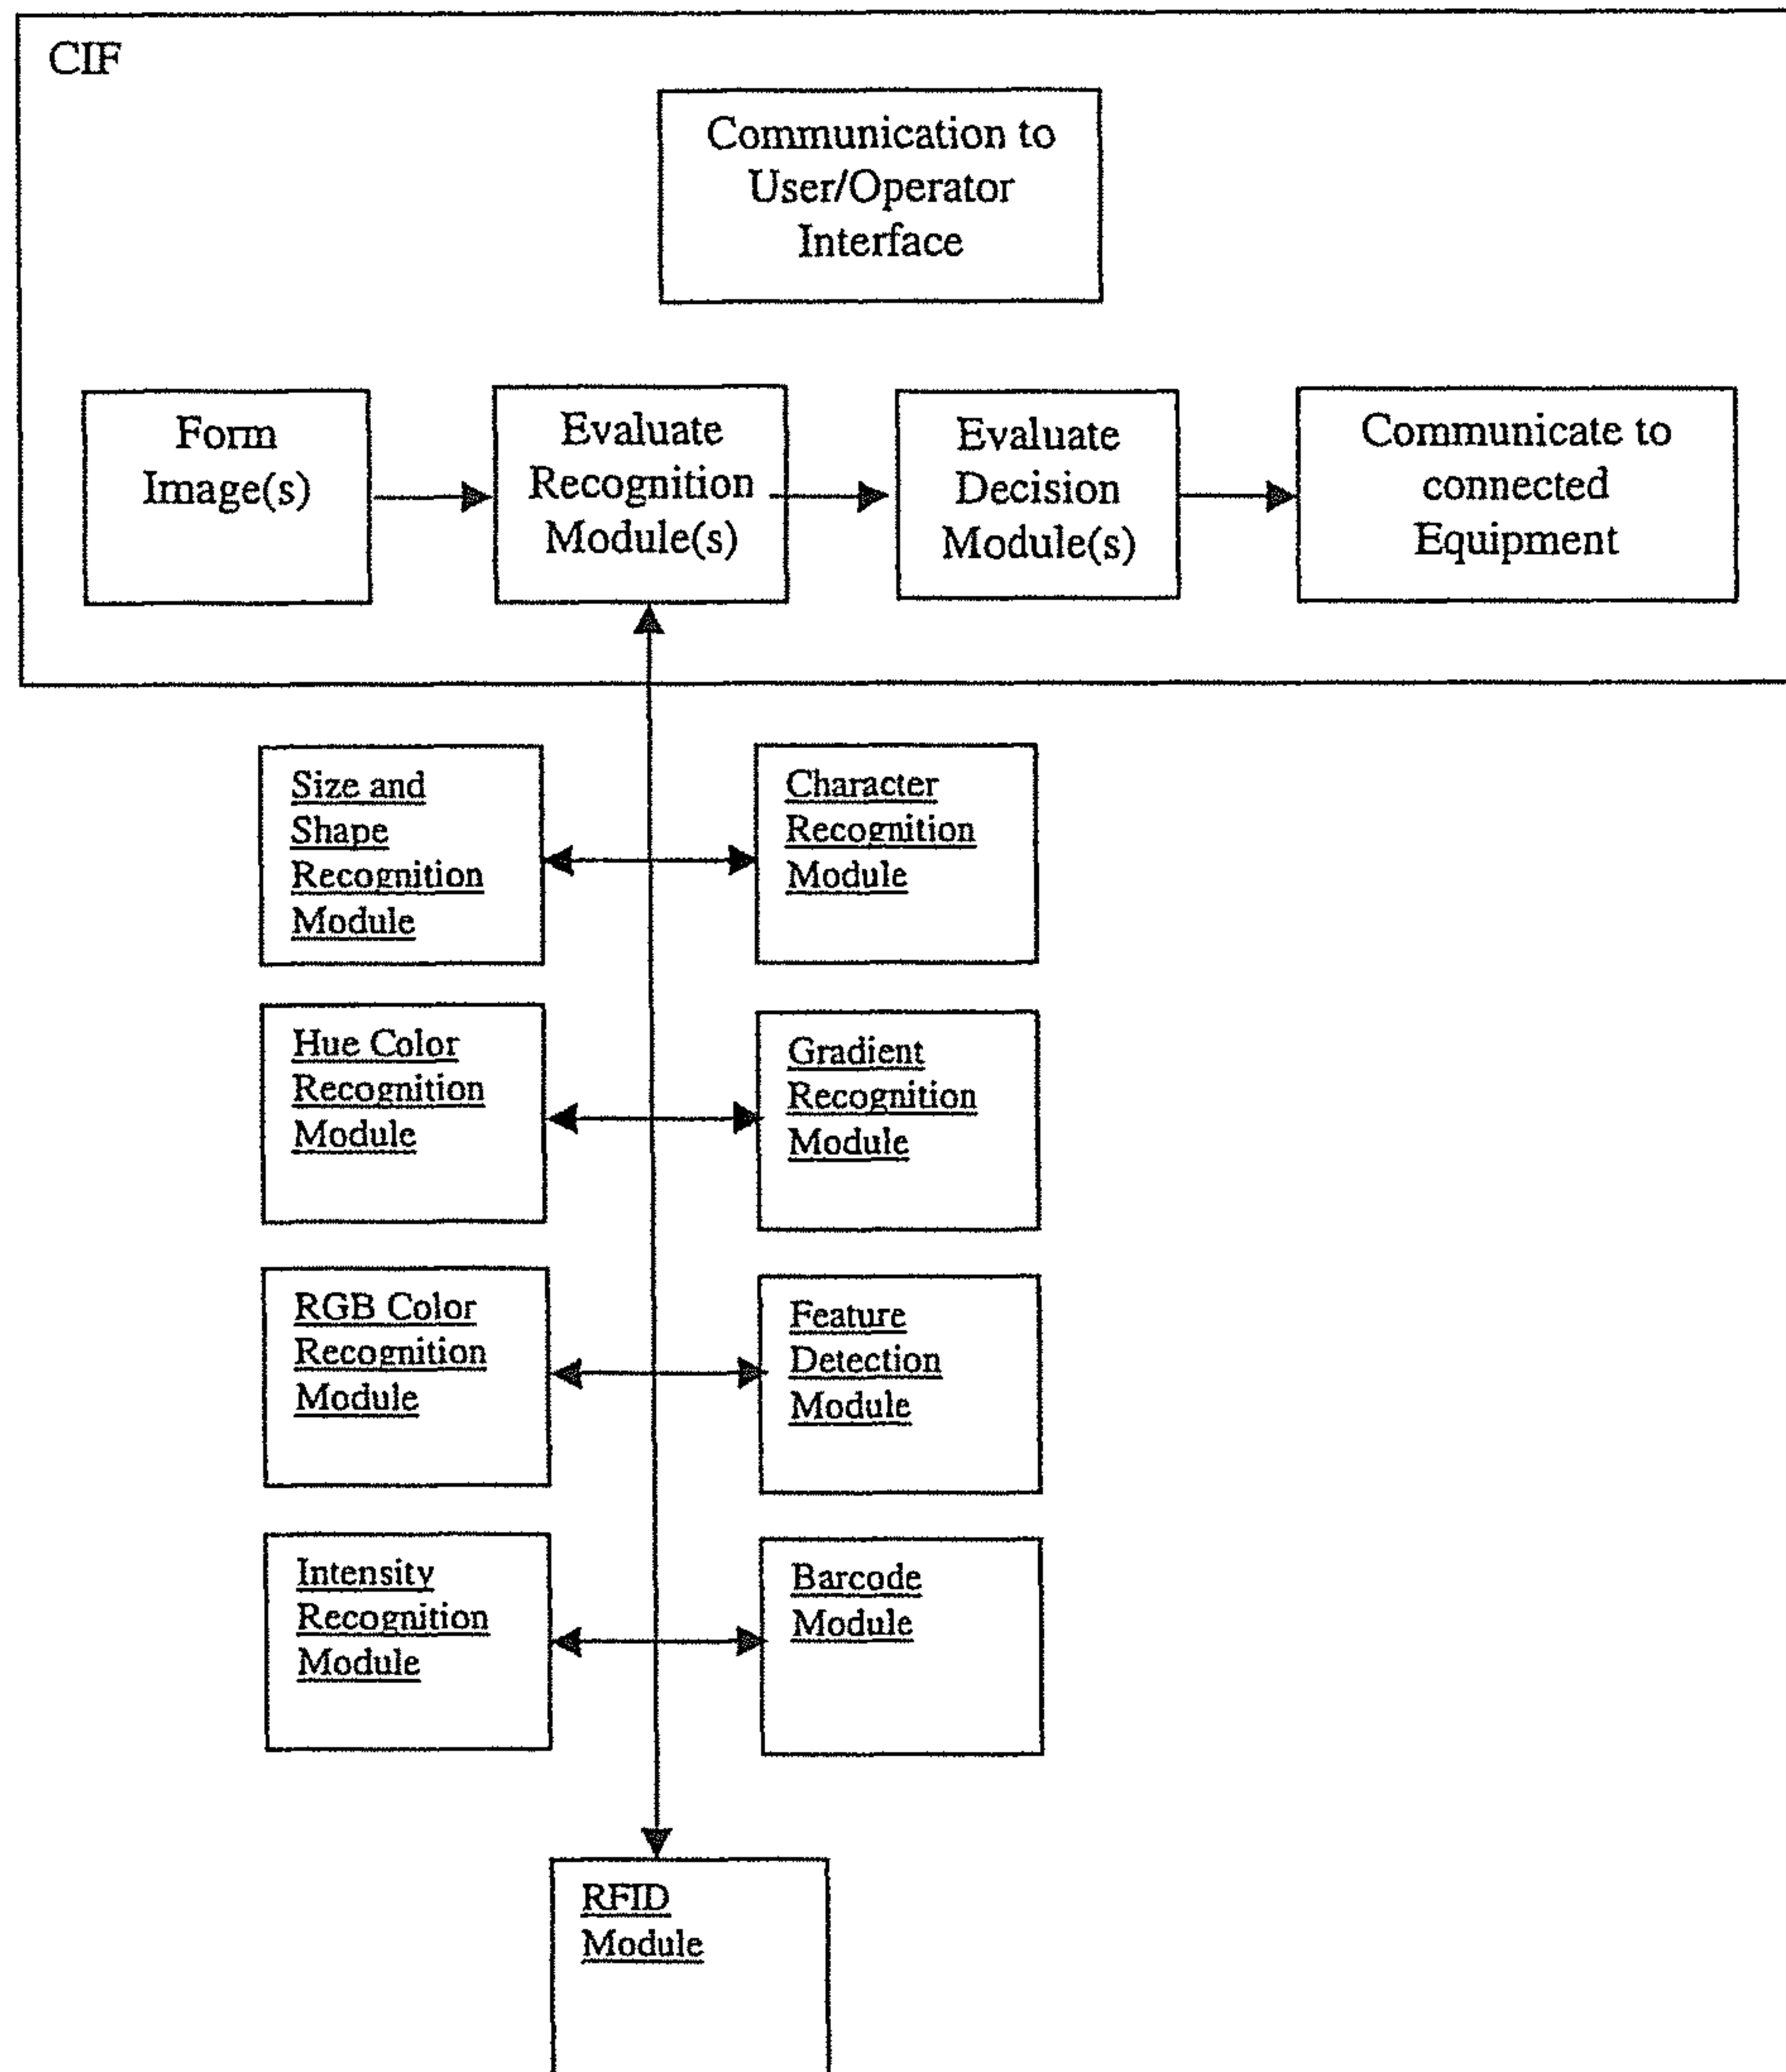 CIF
Communication to
User/Operator
Interface
Form
Image(s)
Evaluate
Recognition
Module(s)
Evaluate
Decision
Module(s)
Communicate to
connected
Equipment
Size and
Shape
Recognition
Module
Character
Recognition
Module
Hue Color
Recognition
Module
Gradient
Recognition
Module
RGB Color
Recognition
Module
Feature
Detection
Module
Intensity
Recognition
Module
Barcode
Module
RFID
Module